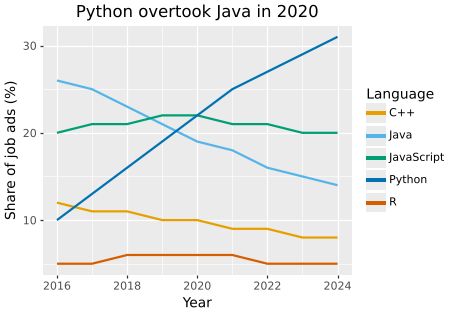 Python overtook Java in 2020
Share of job ads (%)
30
20
10
2016
2018
2020
2022
2024
Year
Language
C++
Java
JavaScript
Python
R